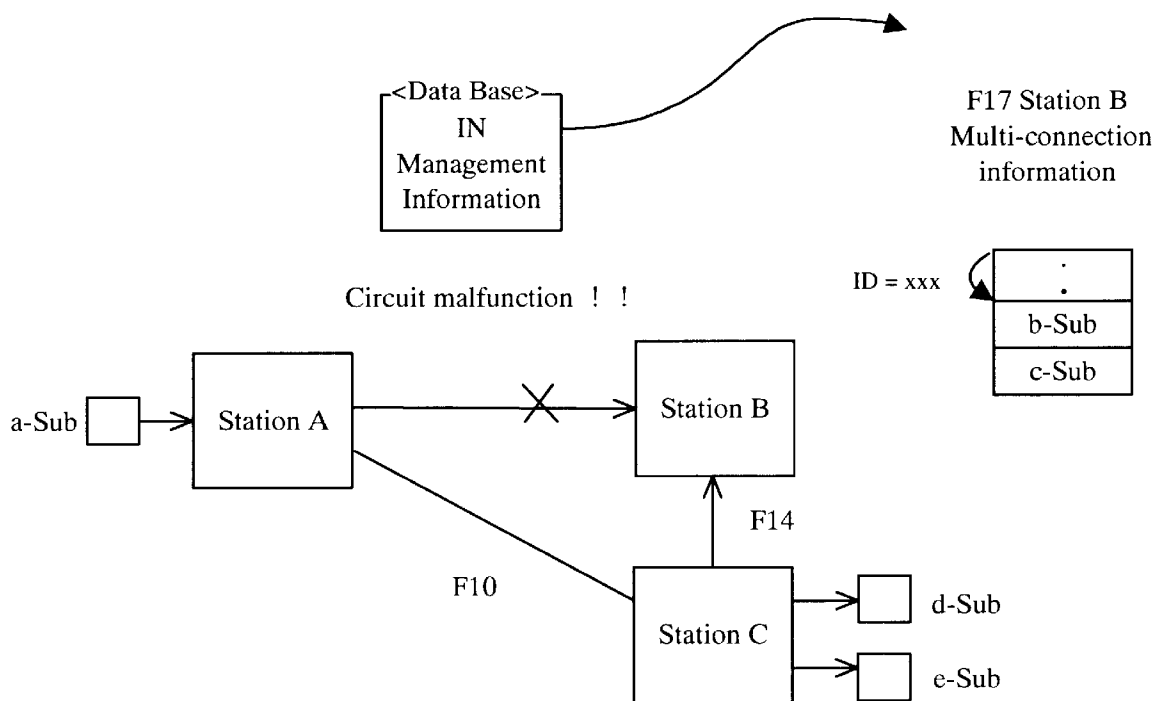 <Data Base>
IN
Management
Information
F17 Station B
Multi-connection
information
ID = xxx
b-Sub
c-Sub
Circuit malfunction ! !
a-Sub
Station A
Station B
F14
F10
Station C
d-Sub
e-Sub